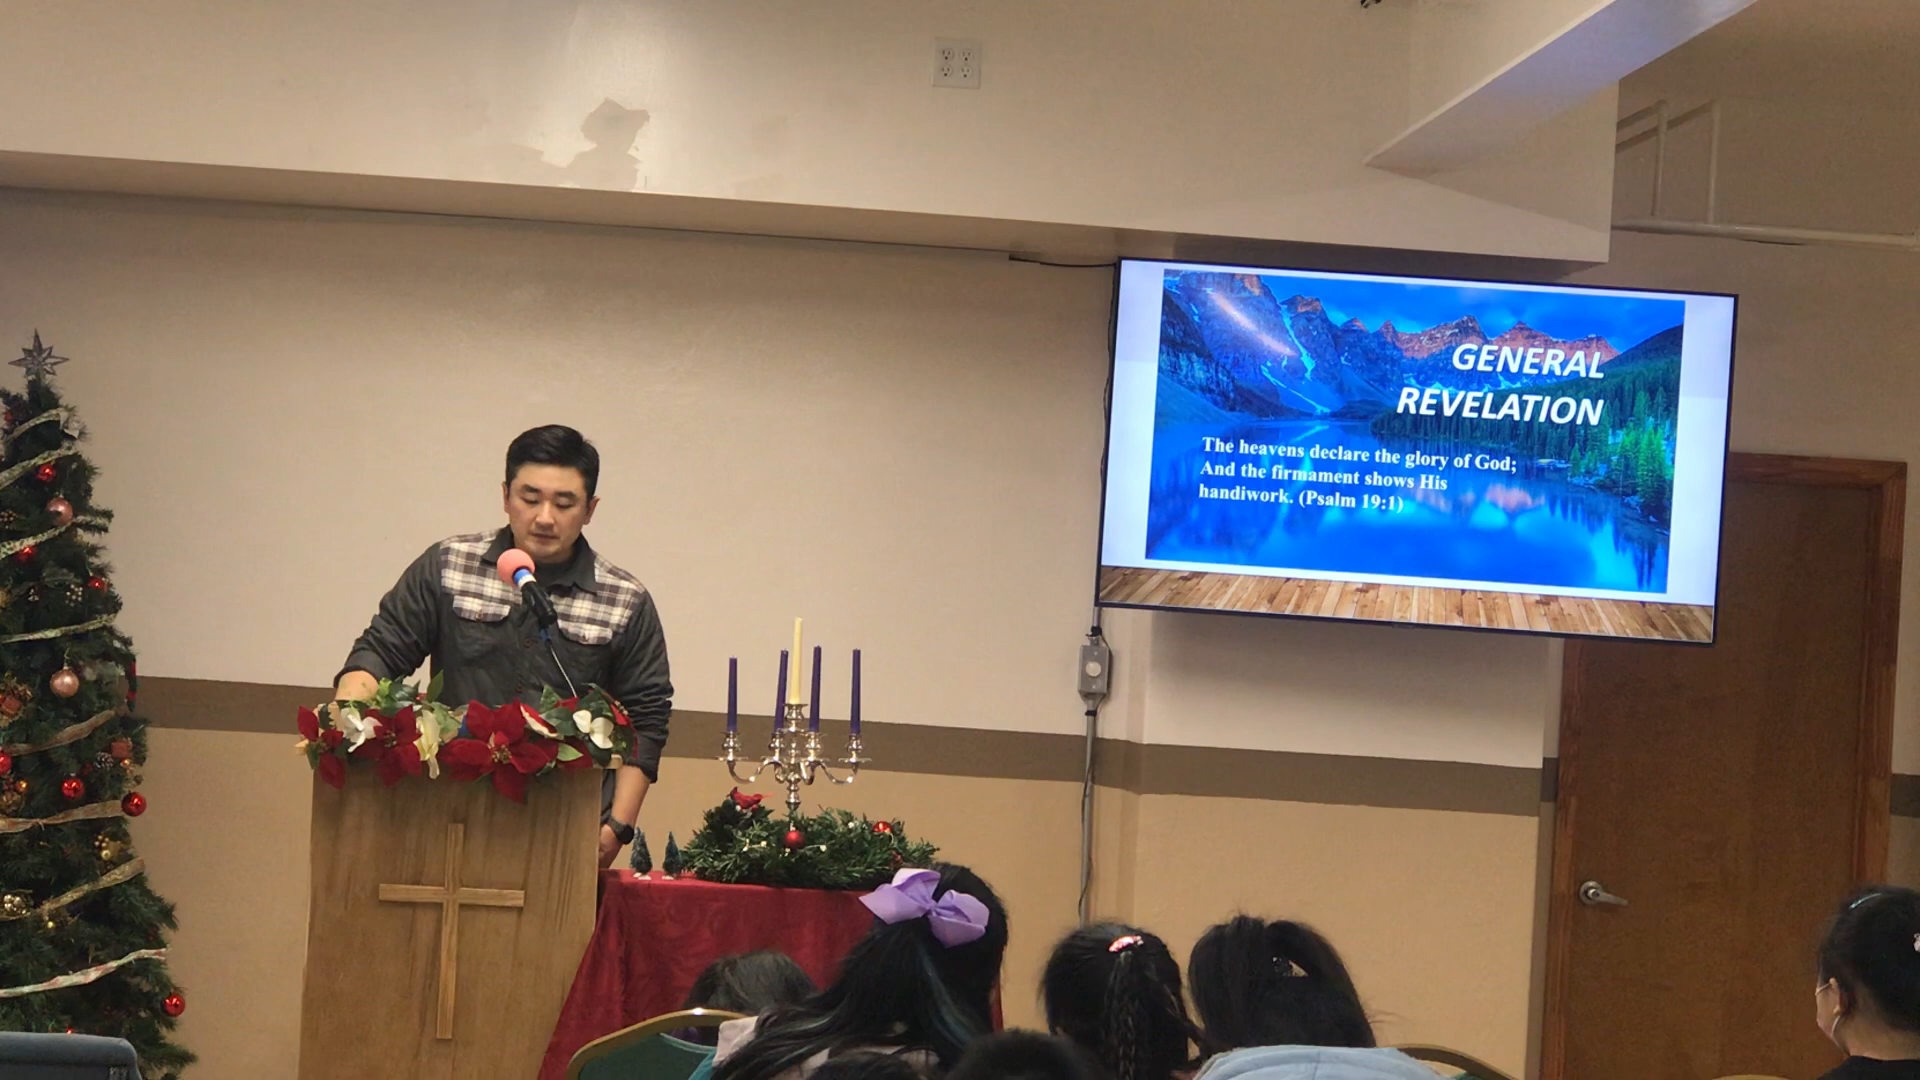 GENERAL
REVELATION
The heavens declare the glory of God;
And the firmament shows His
handiwork. (Psalm 19:1)